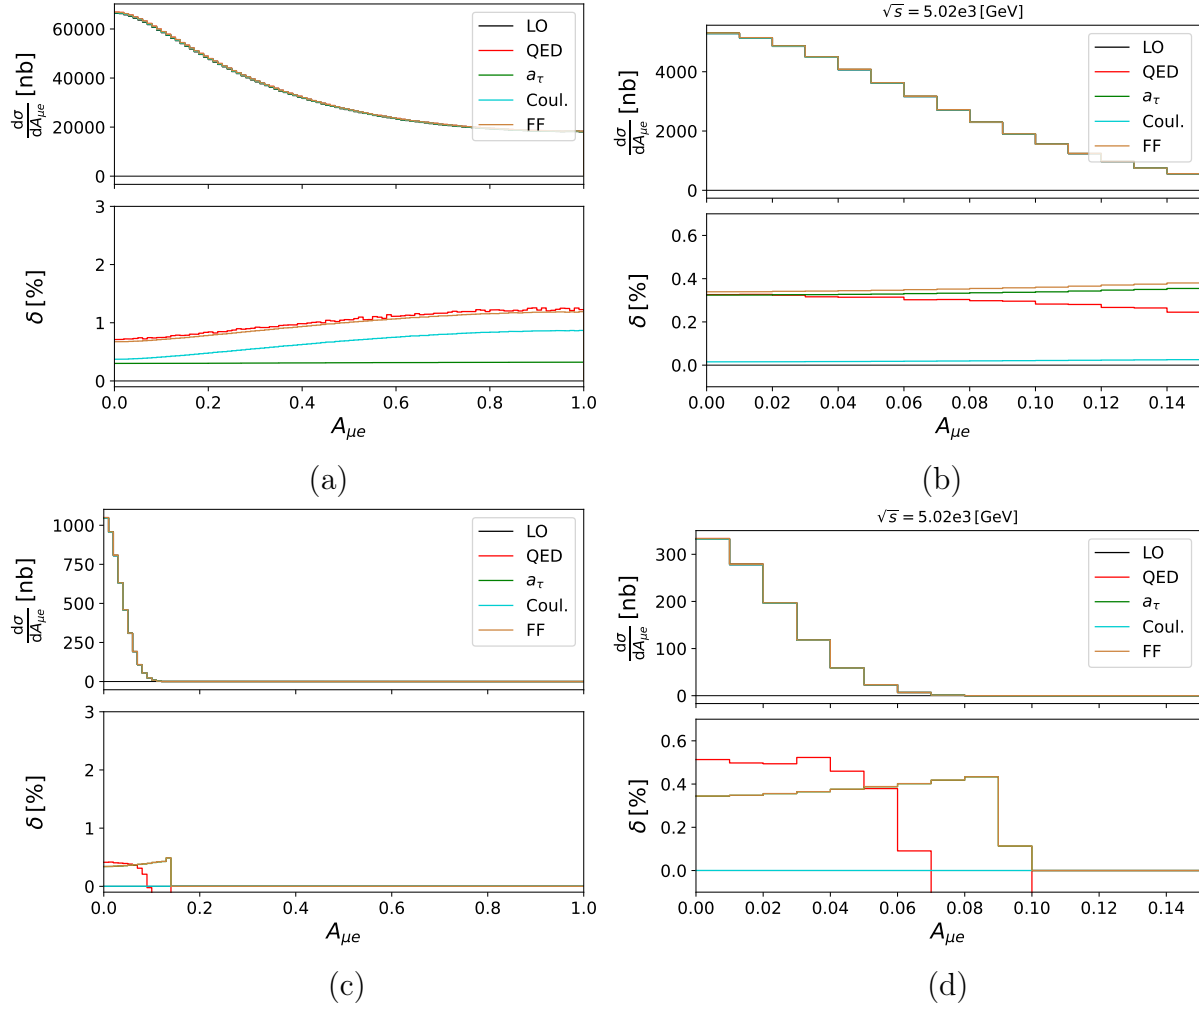 60000
40000
20000
0
dσ/dA_μe [nb]
LO
QED
a_τ
Coul.
FF
3
2
1
0
δ [%]
0.0 0.2 0.4 0.6 0.8 1.0
A_μe
(a)
√s = 5.02e3 [GeV]
4000
2000
0
dσ/dA_μe [nb]
LO
QED
a_τ
Coul.
FF
0.6
0.4
0.2
0.0
δ [%]
0.00 0.02 0.04 0.06 0.08 0.10 0.12 0.14
A_μe
(b)
1000
750
500
250
0
dσ/dA_μe [nb]
LO
QED
a_τ
Coul.
FF
3
2
1
0
δ [%]
0.0 0.2 0.4 0.6 0.8 1.0
A_μe
(c)
√s = 5.02e3 [GeV]
300
200
100
0
dσ/dA_μe [nb]
LO
QED
a_τ
Coul.
FF
0.6
0.4
0.2
0.0
δ [%]
0.00 0.02 0.04 0.06 0.08 0.10 0.12 0.14
A_μe
(d)